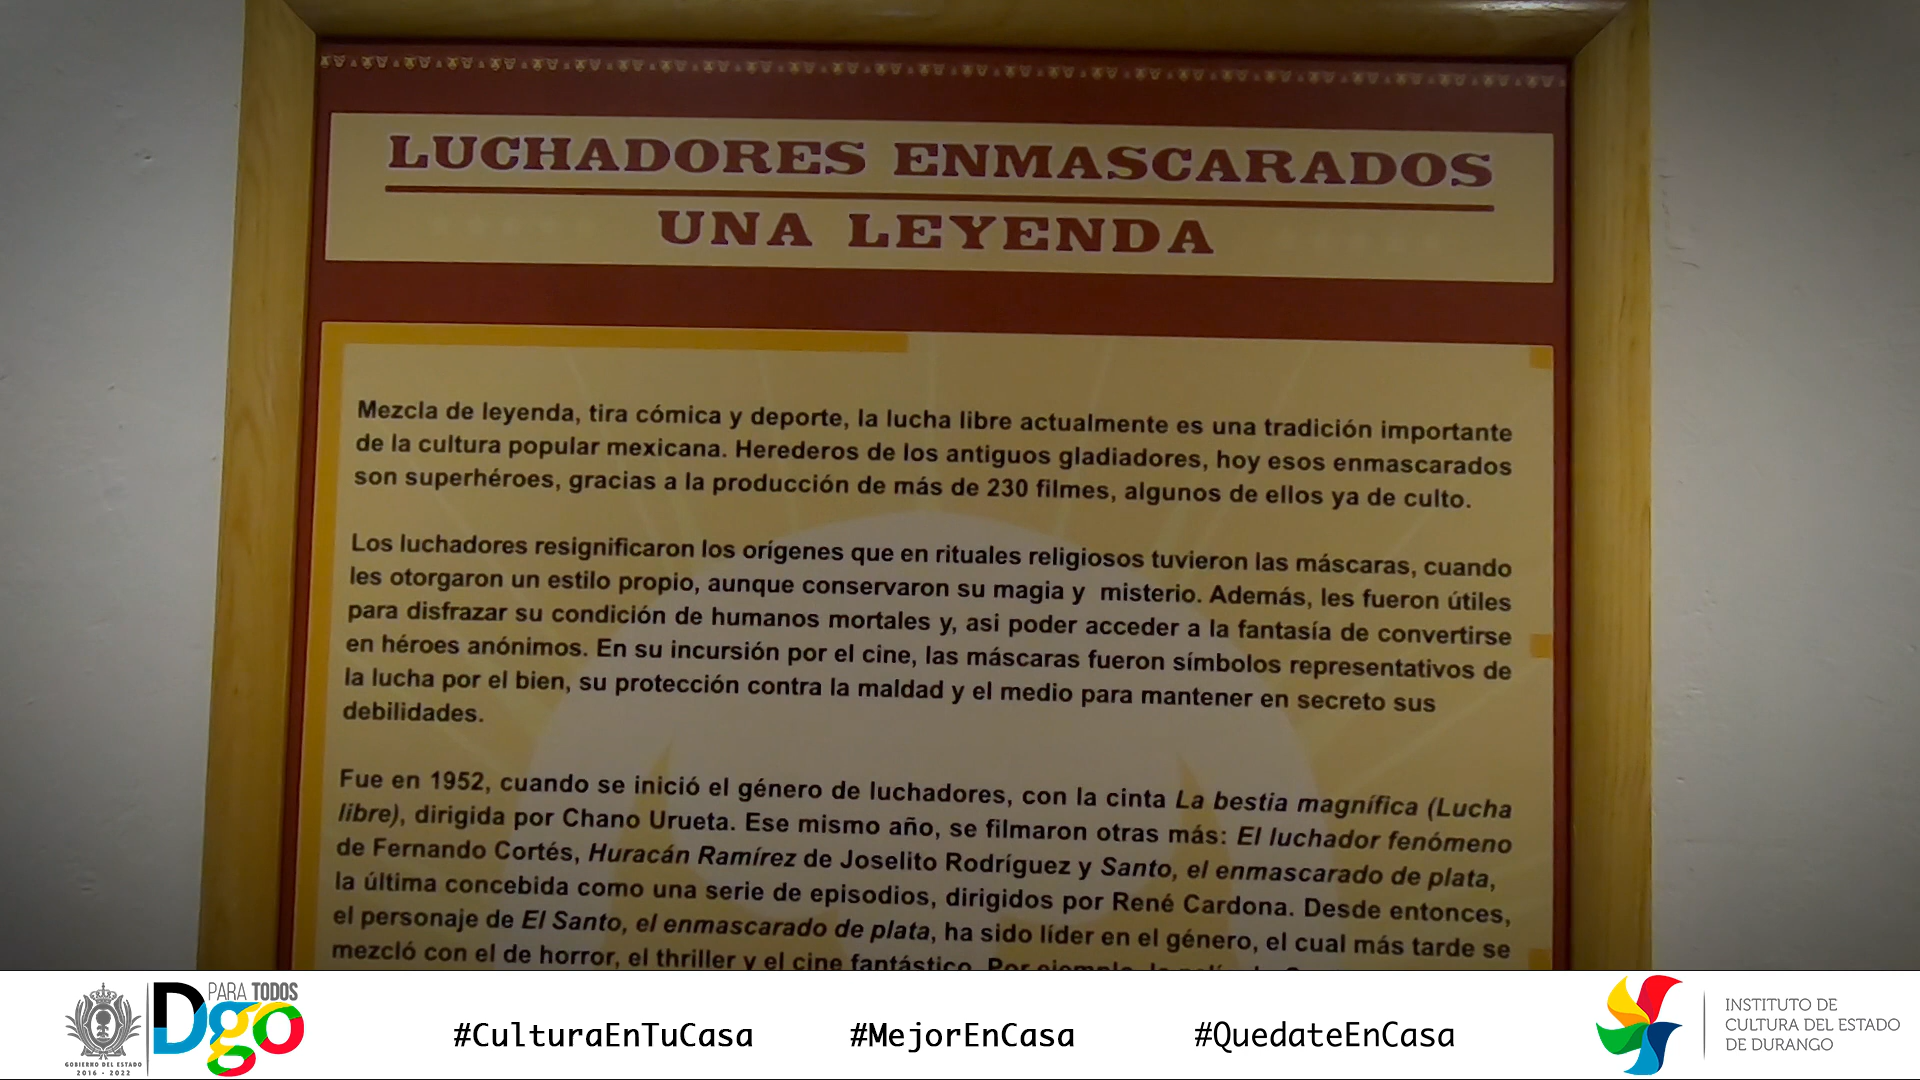 LUCHADORES ENMASCARADOS
UNA LEYENDA
Mezcla de leyenda, tira cómica y deporte, la lucha libre actualmente es una tradición importante
de la cultura popular mexicana. Herederos de los antiguos gladiadores, hoy esos enmascarados
son superhéroes, gracias a la producción de más de 230 filmes, algunos de ellos ya de culto.
Los luchadores resignificaron los orígenes que en rituales religiosos tuvieron las máscaras, cuando
les otorgaron un estilo propio, aunque conservaron su magia y misterio. Además, les fueron útiles
para disfrazar su condición de humanos mortales y, asi poder acceder a la fantasía de convertirse
en héroes anónimos. En su incursión por el cine, las máscaras fueron símbolos representativos de
la lucha por el bien, su protección contra la maldad y el medio para mantener en secreto sus
debilidades.
Fue en 1952, cuando se inició el género de luchadores, con la cinta La bestia magnífica (Lucha
libre), dirigida por Chano Urueta. Ese mismo año, se filmaron otras más: El luchador fenómeno
de Fernando Cortés, Huracán Ramírez de Joselito Rodríguez y Santo, el enmascarado de plata,
la última concebida como una serie de episodios, dirigidos por René Cardona. Desde entonces,
el personaje de El Santo, el enmascarado de plata, ha sido líder en el género, el cual más tarde se
mezcló con el de horror, el thriller y el cine fantástico. Por ejemplo, la
GOBIERNO DEL ESTADO
2016 - 2022
PARA TODOS
Dgo
#CulturaEnTuCasa
#MejorEnCasa
#QuedateEnCasa
INSTITUTO DE
CULTURA DEL ESTADO
DE DURANGO